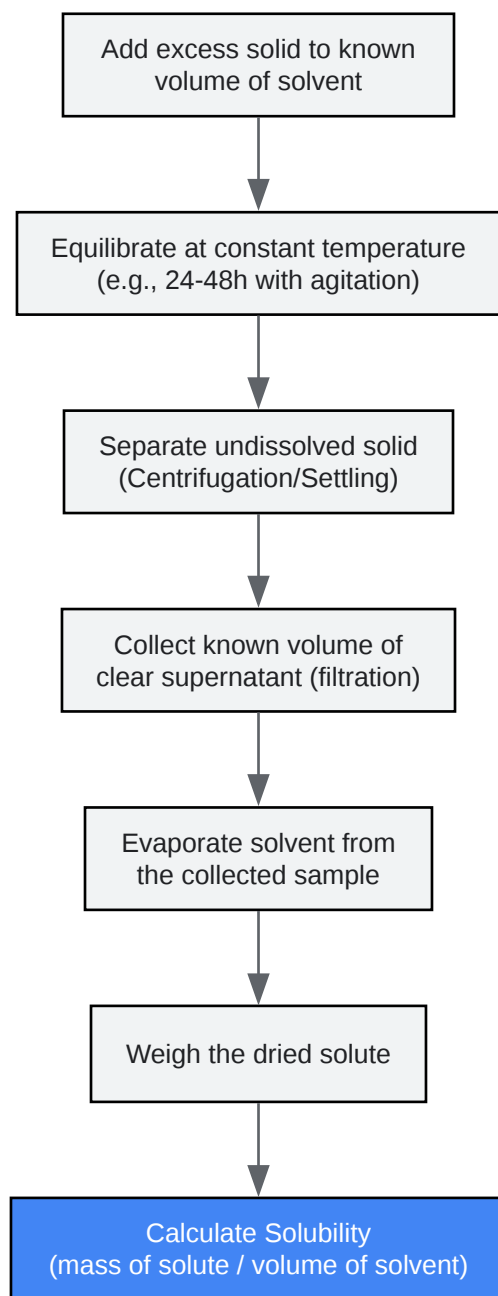 Add excess solid to known
volume of solvent
Equilibrate at constant temperature
(e.g., 24-48h with agitation)
Separate undissolved solid
(Centrifugation/Settling)
Collect known volume of
clear supernatant (filtration)
Evaporate solvent from
the collected sample
Weigh the dried solute
Calculate Solubility
(mass of solute / volume of solvent)